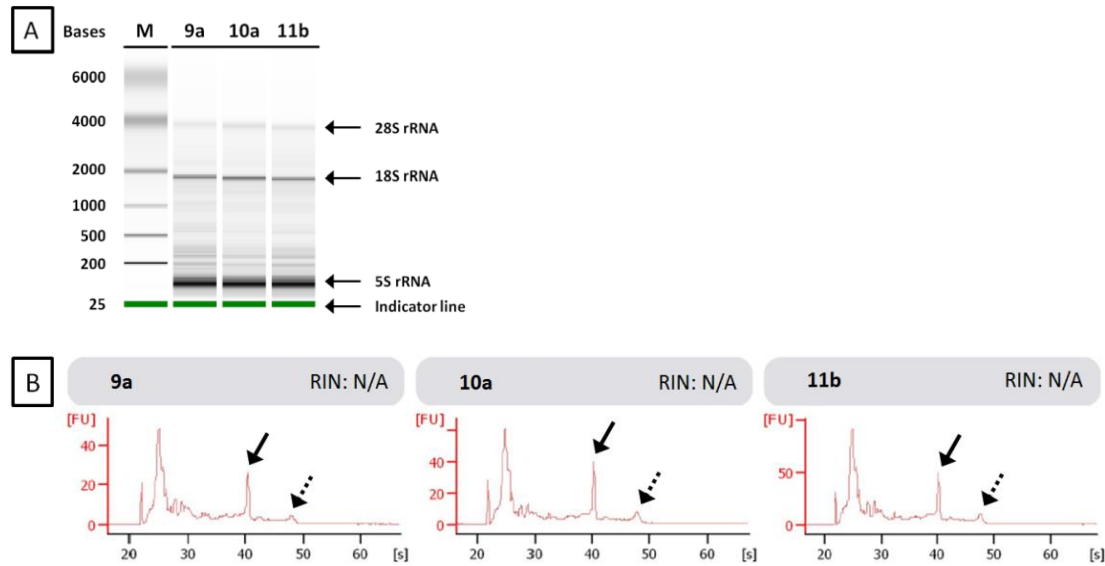 A
Bases M 9a 10a 11b
6000
4000
28S rRNA
2000
18S rRNA
1000
500
200
5S rRNA
25
Indicator line
B
9a RIN: N/A
10a RIN: N/A
11b RIN: N/A
[FU]
40
20
0
20 30 40 50 60 [s]
[FU]
40
20
0
20 30 40 50 60 [s]
[FU]
50
0
20 30 40 50 60 [s]